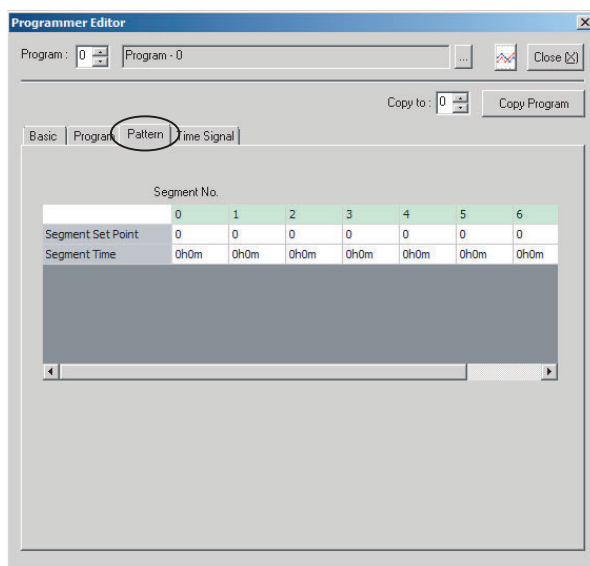 Programmer Editor
Program : 0 Program - 0 ... Close (X)
Copy to : 0 Copy Program
Basic Program Pattern Time Signal
Segment No.
0 1 2 3 4 5 6
Segment Set Point 0 0 0 0 0 0 0
Segment Time 0h0m 0h0m 0h0m 0h0m 0h0m 0h0m 0h0m